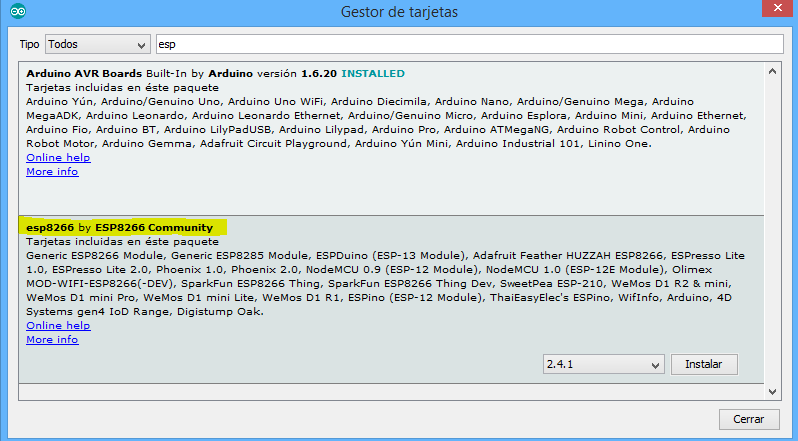 Gestor de tarjetas
Tipo Todos esp
Arduino AVR Boards Built-In by Arduino versión 1.6.20 INSTALLED
Tarjetas incluidas en éste paquete
Arduino Yún, Arduino/Genuino Uno, Arduino Uno WiFi, Arduino Diecimila, Arduino Nano, Arduino/Genuino Mega, Arduino
MegaADK, Arduino Leonardo, Arduino Leonardo Ethernet, Arduino/Genuino Micro, Arduino Esplora, Arduino Mini, Arduino Ethernet,
Arduino Fio, Arduino BT, Arduino LilyPadUSB, Arduino Lilypad, Arduino Pro, Arduino ATMegaNG, Arduino Robot Control, Arduino
Robot Motor, Arduino Gemma, Adafruit Circuit Playground, Arduino Yún Mini, Arduino Industrial 101, Linino One.
Online help
More info
esp8266 by ESP8266 Community
Tarjetas incluidas en éste paquete
Generic ESP8266 Module, Generic ESP8285 Module, ESPDuino (ESP-13 Module), Adafruit Feather HUZZAH ESP8266, ESPresso Lite
1.0, ESPresso Lite 2.0, Phoenix 1.0, Phoenix 2.0, NodeMCU 0.9 (ESP-12 Module), NodeMCU 1.0 (ESP-12E Module), Olimex
MOD-WIFI-ESP8266(-DEV), SparkFun ESP8266 Thing, SparkFun ESP8266 Thing Dev, SweetPea ESP-210, WeMos D1 R2 & mini,
WeMos D1 mini Pro, WeMos D1 mini Lite, WeMos D1 R1, ESPino (ESP-12 Module), ThaiEasyElec's ESPino, WifInfo, Arduino, 4D
Systems gen4 IoD Range, Digistump Oak.
Online help
More info
2.4.1 Instalar
Cerrar